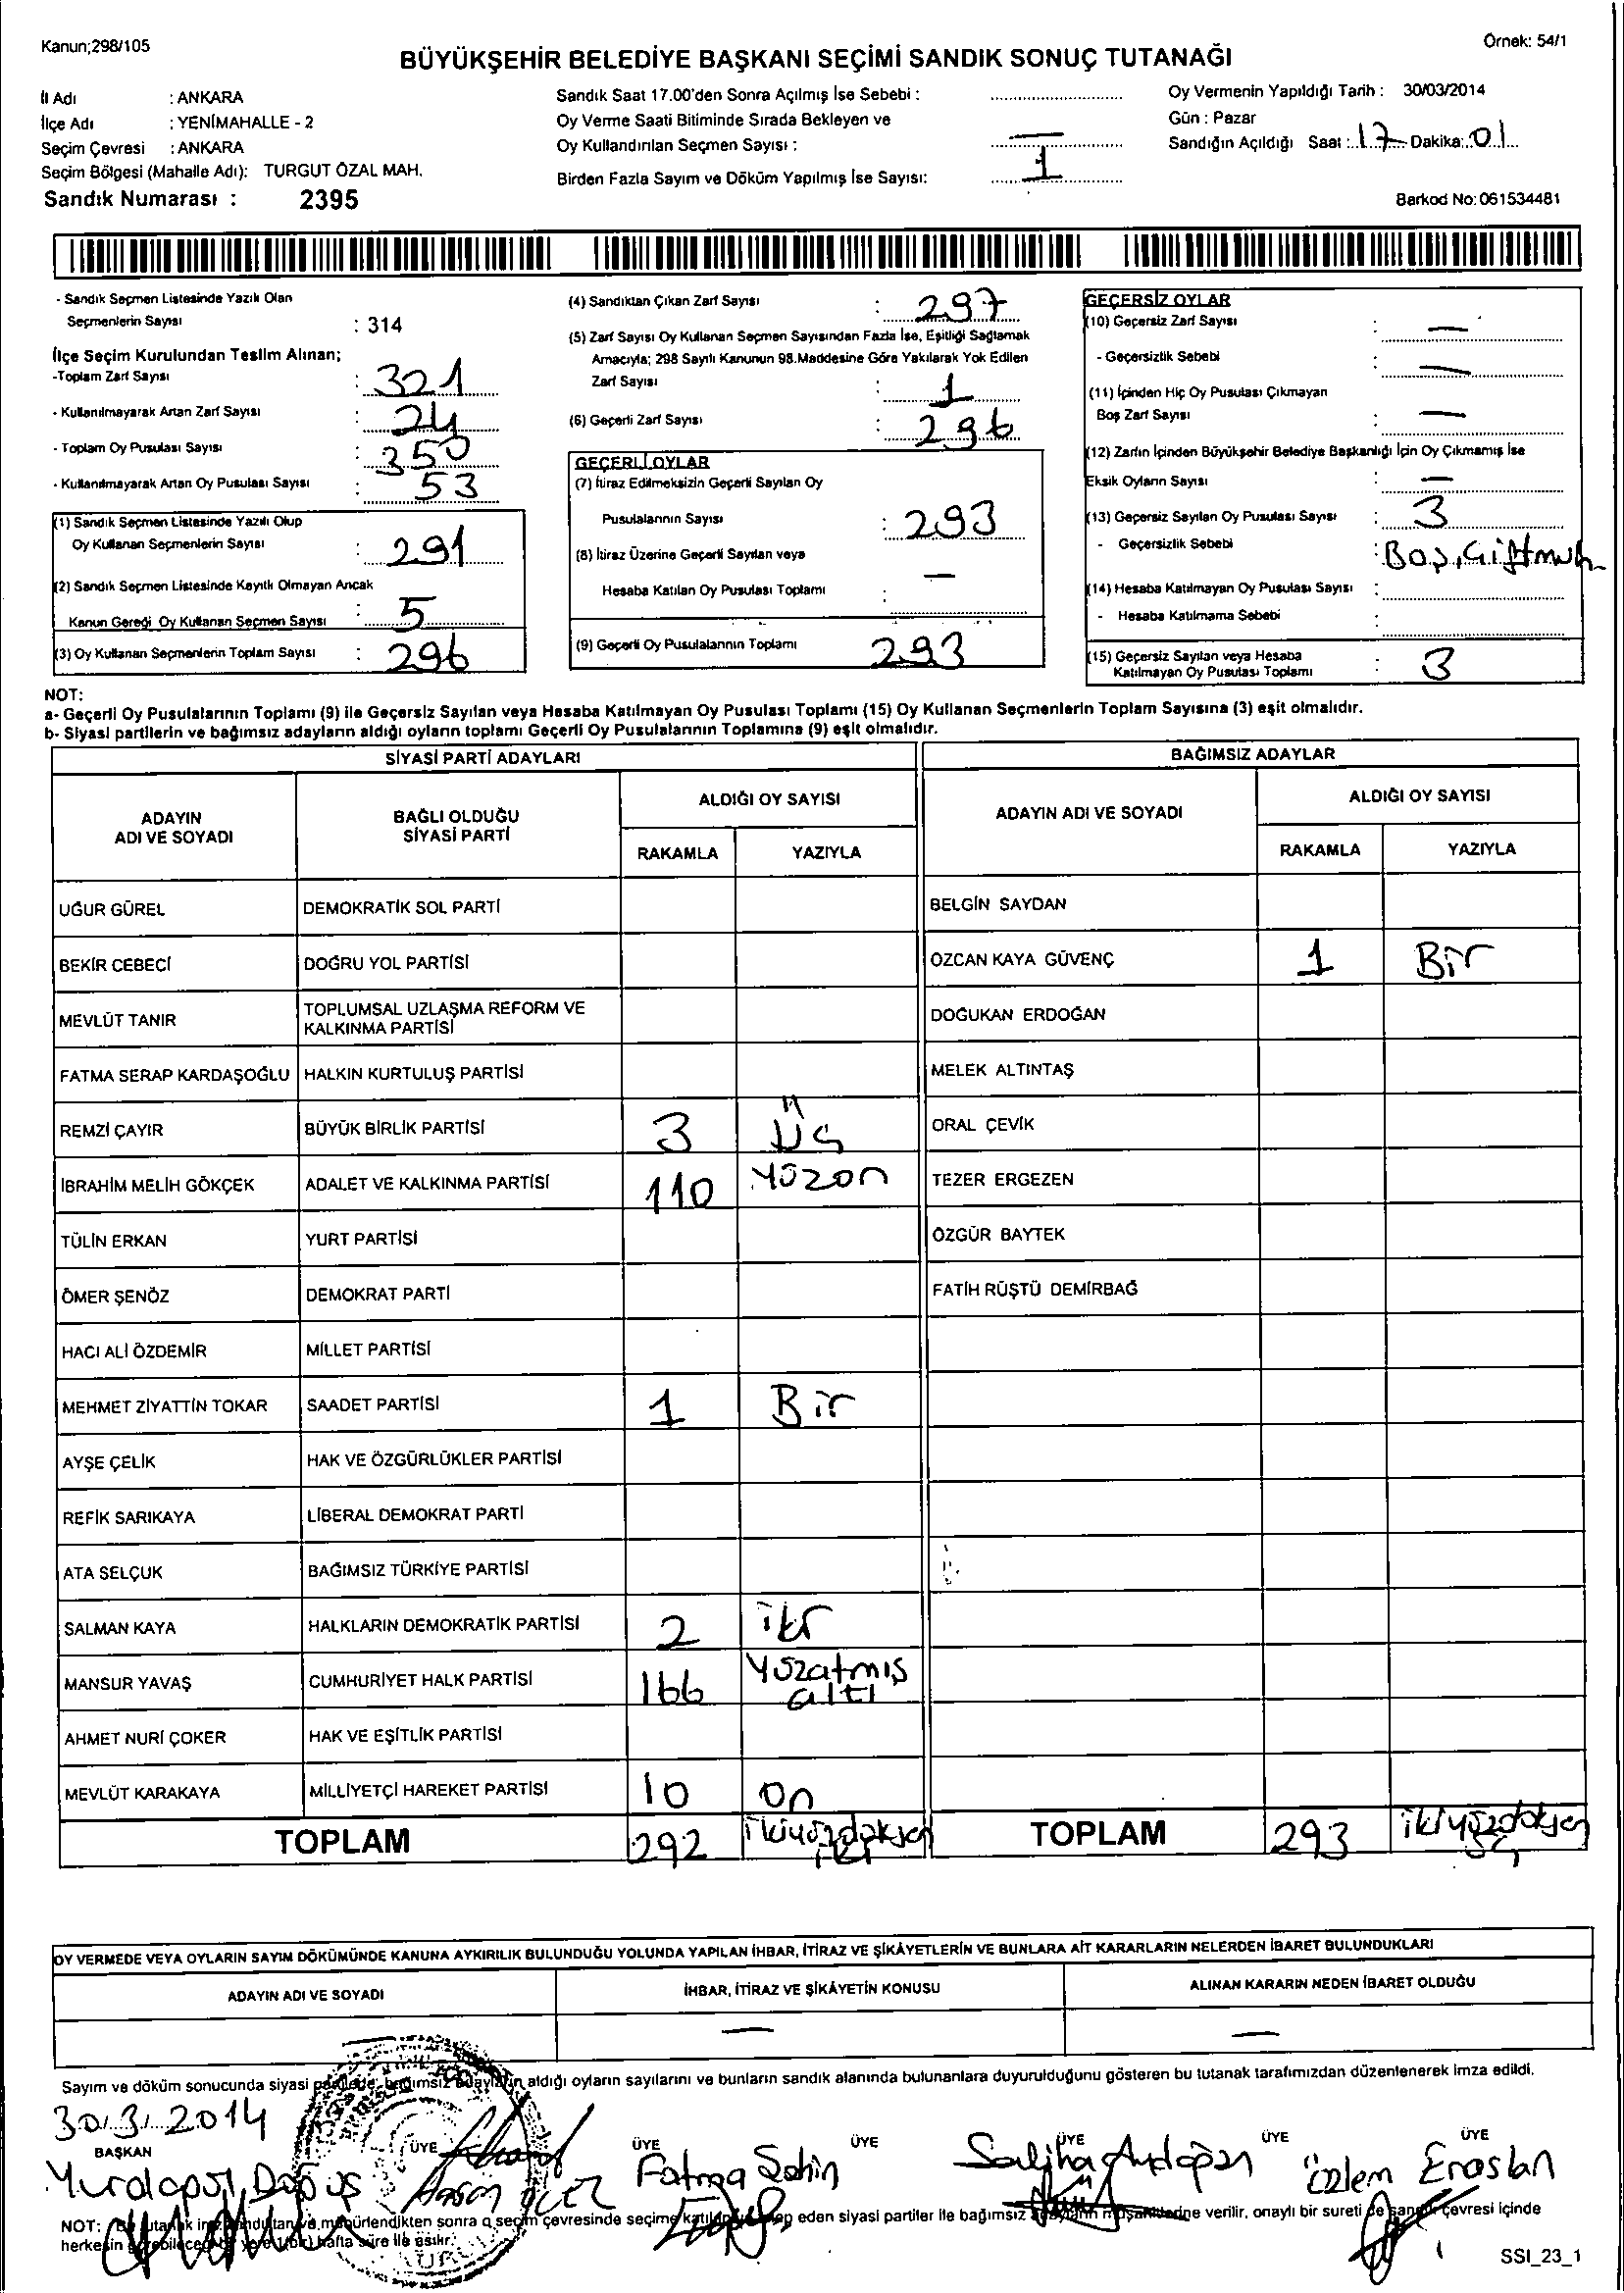 Kanun;298/105
Örnek: 54/1
BÜYÜKŞEHİR BELEDİYE BAŞKANI SEÇİMİ SANDIK SONUÇ TUTANAĞI
İl Adı : ANKARA
İlçe Adı : YENİMAHALLE - 2
Seçim Çevresi : ANKARA
Seçim Bölgesi (Mahalle Adı): TURGUT ÖZAL MAH.
Sandık Numarası : 2395
Sandık Saat 17.00'den Sonra Açılmış İse Sebebi :
Oy Verme Saati Bitiminde Sırada Bekleyen ve
Oy Kullandırılan Seçmen Sayısı : —
Birden Fazla Sayım ve Döküm Yapılmış İse Sayısı: 1
Oy Vermenin Yapıldığı Tarih : 30/03/2014
Gün : Pazar
Sandığın Açıldığı Saat : 17 Dakika: 01
Barkod No:061534481
- Sandık Seçmen Listesinde Yazılı Olan
Seçmenlerin Sayısı : 314
İlçe Seçim Kurulundan Teslim Alınan;
-Toplam Zarf Sayısı : 321
- Kullanılmayarak Artan Zarf Sayısı : 24
- Toplam Oy Pusulası Sayısı : 350
- Kullanılmayarak Artan Oy Pusulası Sayısı : 53
(1) Sandık Seçmen Listesinde Yazılı Olup
Oy Kullanan Seçmenlerin Sayısı : 291
(2) Sandık Seçmen Listesinde Kayıtlı Olmayan Ancak
Kanun Gereği Oy Kullanan Seçmen Sayısı : 5
(3) Oy Kullanan Seçmenlerin Toplam Sayısı : 296
(4) Sandıktan Çıkan Zarf Sayısı : 297
(5) Zarf Sayısı Oy Kullanan Seçmen Sayısından Fazla İse, Eşitliği Sağlamak
Amacıyla; 298 Sayılı Kanunun 98.Maddesine Göre Yakılarak Yok Edilen
Zarf Sayısı : 1
(6) Geçerli Zarf Sayısı : 296
GEÇERLİ OYLAR
(7) İtiraz Edilmeksizin Geçerli Sayılan Oy
Pusulalarının Sayısı : 293
(8) İtiraz Üzerine Geçerli Sayılan veya
Hesaba Katılan Oy Pusulası Toplamı : —
(9) Geçerli Oy Pusulalarının Toplamı 293
GEÇERSİZ OYLAR
(10) Geçersiz Zarf Sayısı : —
- Geçersizlik Sebebi : —
(11) İçinden Hiç Oy Pusulası Çıkmayan
Boş Zarf Sayısı : —
(12) Zarfın İçinden Büyükşehir Belediye Başkanlığı İçin Oy Çıkmamış İse
Eksik Oyların Sayısı : —
(13) Geçersiz Sayılan Oy Pusulası Sayısı : 3
- Geçersizlik Sebebi : Boş,
(14) Hesaba Katılmayan Oy Pusulası Sayısı :
- Hesaba Katılmama Sebebi :
(15) Geçersiz Sayılan veya Hesaba
Katılmayan Oy Pusulası Toplamı : 3
NOT:
a- Geçerli Oy Pusulalarının Toplamı (9) ile Geçersiz Sayılan veya Hesaba Katılmayan Oy Pusulası Toplamı (15) Oy Kullanan Seçmenlerin Toplam Sayısına (3) eşit olmalıdır.
b- Siyasi partilerin ve bağımsız adayların aldığı oyların toplamı Geçerli Oy Pusulalarının Toplamına (9) eşit olmalıdır.
SİYASİ PARTİ ADAYLARI
ADAYIN ADI VE SOYADI BAĞLI OLDUĞU SİYASİ PARTİ ALDIĞI OY SAYISI
RAKAMLA YAZIYLA
UĞUR GÜREL DEMOKRATİK SOL PARTİ
BEKİR CEBECİ DOĞRU YOL PARTİSİ
MEVLÜT TANIR TOPLUMSAL UZLAŞMA REFORM VE KALKINMA PARTİSİ
FATMA SERAP KARDAŞOĞLU HALKIN KURTULUŞ PARTİSİ
REMZİ ÇAYIR BÜYÜK BİRLİK PARTİSİ 3 Üç
İBRAHİM MELİH GÖKÇEK ADALET VE KALKINMA PARTİSİ 110 Yüzon
TÜLİN ERKAN YURT PARTİSİ
ÖMER ŞENÖZ DEMOKRAT PARTİ
HACI ALİ ÖZDEMİR MİLLET PARTİSİ
MEHMET ZİYATTİN TOKAR SAADET PARTİSİ 1 Bir
AYŞE ÇELİK HAK VE ÖZGÜRLÜKLER PARTİSİ
REFİK SARIKAYA LİBERAL DEMOKRAT PARTİ
ATA SELÇUK BAĞIMSIZ TÜRKİYE PARTİSİ
SALMAN KAYA HALKLARIN DEMOKRATİK PARTİSİ 2 iki
MANSUR YAVAŞ CUMHURİYET HALK PARTİSİ 166 Yüzatmış altı
AHMET NURİ ÇOKER HAK VE EŞİTLİK PARTİSİ
MEVLÜT KARAKAYA MİLLİYETÇİ HAREKET PARTİSİ 10 On
TOPLAM 292 ikiyüzdoksan iki
BAĞIMSIZ ADAYLAR
ADAYIN ADI VE SOYADI ALDIĞI OY SAYISI
RAKAMLA YAZIYLA
BELGİN SAYDAN
ÖZCAN KAYA GÜVENÇ 1 Bir
DOĞUKAN ERDOĞAN
MELEK ALTINTAŞ
ORAL ÇEVİK
TEZER ERGEZEN
ÖZGÜR BAYTEK
FATİH RÜŞTÜ DEMİRBAĞ
TOPLAM 293 ikiyüzdoksan üç
OY VERMEDE VEYA OYLARIN SAYIM DÖKÜMÜNDE KANUNA AYKIRILIK BULUNDUĞU YOLUNDA YAPILAN İHBAR, İTİRAZ VE ŞİKÂYETLERİN VE BUNLARA AİT KARARLARIN NELERDEN İBARET BULUNDUKLARI
ADAYIN ADI VE SOYADI İHBAR, İTİRAZ VE ŞİKÂYETİN KONUSU ALINAN KARARIN NEDEN İBARET OLDUĞU
— —
Sayım ve döküm sonucunda siyasi partilerin, bağımsız adayların aldığı oyların sayılarını ve bunların sandık alanında bulunanlara duyurulduğunu gösteren bu tutanak tarafımızdan düzenlenerek imza edildi.
30.3.2014
BAŞKAN ÜYE ÜYE ÜYE ÜYE ÜYE ÜYE
Fatma Şahin Saliha Aydoğan Özlem Eraslan
NOT: sonra o seçim çevresinde seçime eden siyasi partiler ile bağımsız verilir, onaylı bir sureti de sandık çevresi içinde
herkesin hafta süre ile asılır.
SSI_23_1